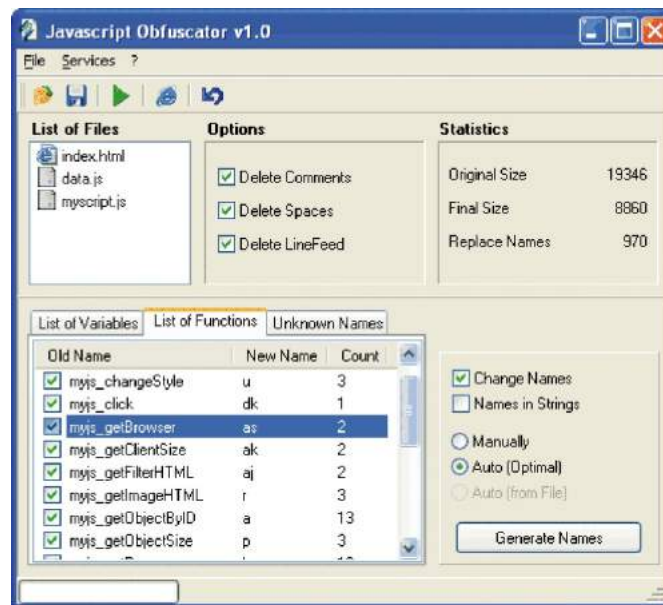 Javascript Obfuscator v1.0
File Services ?
List of Files
index.html
data.js
myscript.js
Options
Delete Comments
Delete Spaces
Delete LineFeed
Statistics
Original Size 19346
Final Size 8860
Replace Names 970
List of Variables List of Functions Unknown Names
Old Name New Name Count
myjs_changeStyle u 3
myjs_click dk 1
myjs_getBrowser as 2
myjs_getClientSize ak 2
myjs_getFilterHTML aj 2
myjs_getImageHTML r 3
myjs_getObjectByID a 13
myjs_getObjectSize p 3
Change Names
Names in Strings
Manually
Auto (Optimal)
Auto (from File)
Generate Names